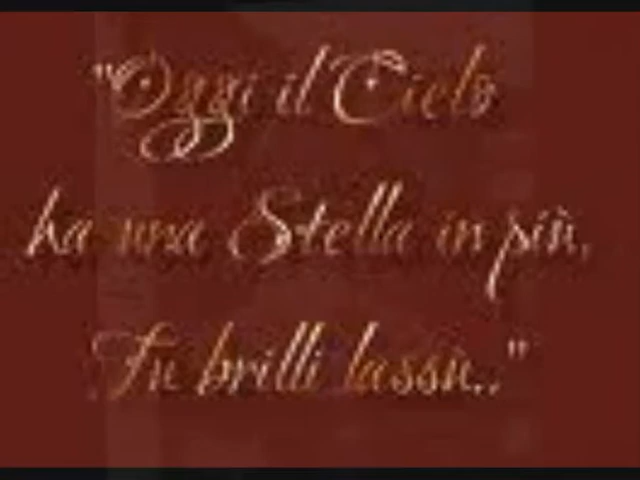 "Oggi il Cielo
ha una Stella in più,
Tu brilli lassù.."